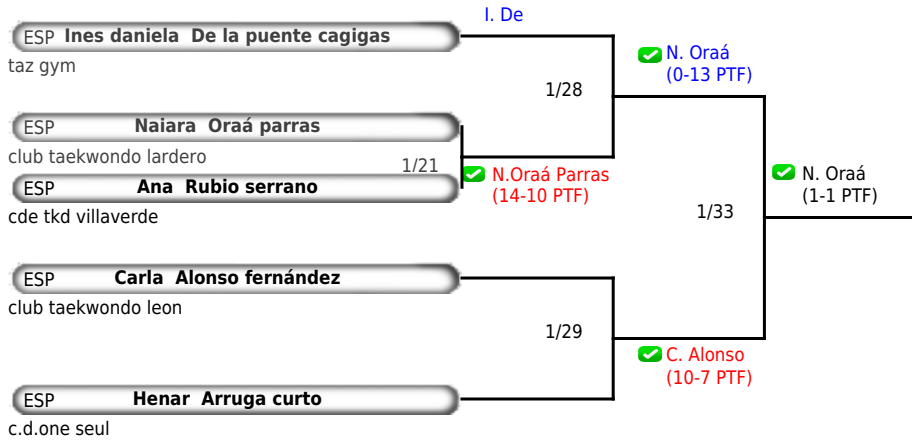 I. De
ESP Ines daniela De la puente cagigas
taz gym
N. Oraá
(0-13 PTF)
1/28
ESP Naiara Oraá parras
club taekwondo lardero
1/21
N.Oraá Parras
(14-10 PTF)
ESP Ana Rubio serrano
cde tkd villaverde
N. Oraá
(1-1 PTF)
1/33
ESP Carla Alonso fernández
club taekwondo leon
1/29
C. Alonso
(10-7 PTF)
ESP Henar Arruga curto
c.d.one seul